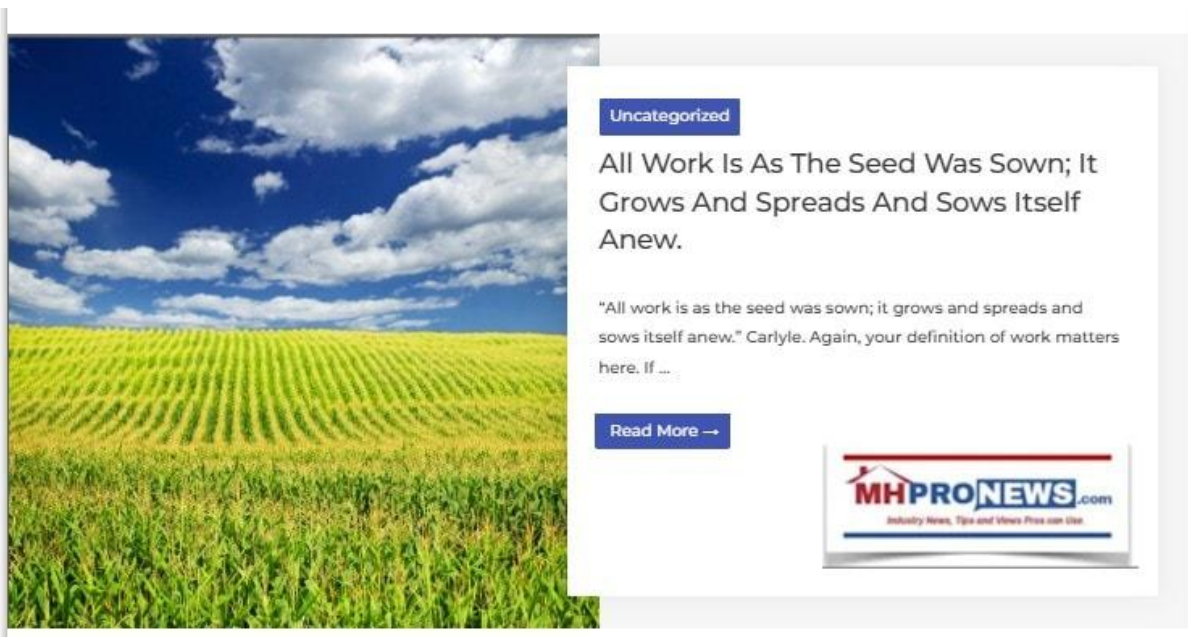 Uncategorized
All Work Is As The Seed Was Sown; It
Grows And Spreads And Sows Itself
Anew.
“All work is as the seed was sown; it grows and spreads and
sows itself anew.” Carlyle. Again, your definition of work matters
here. If ...
Read More →
MHPRONEWS.com
Industry News, Tips and Views Pros can Use